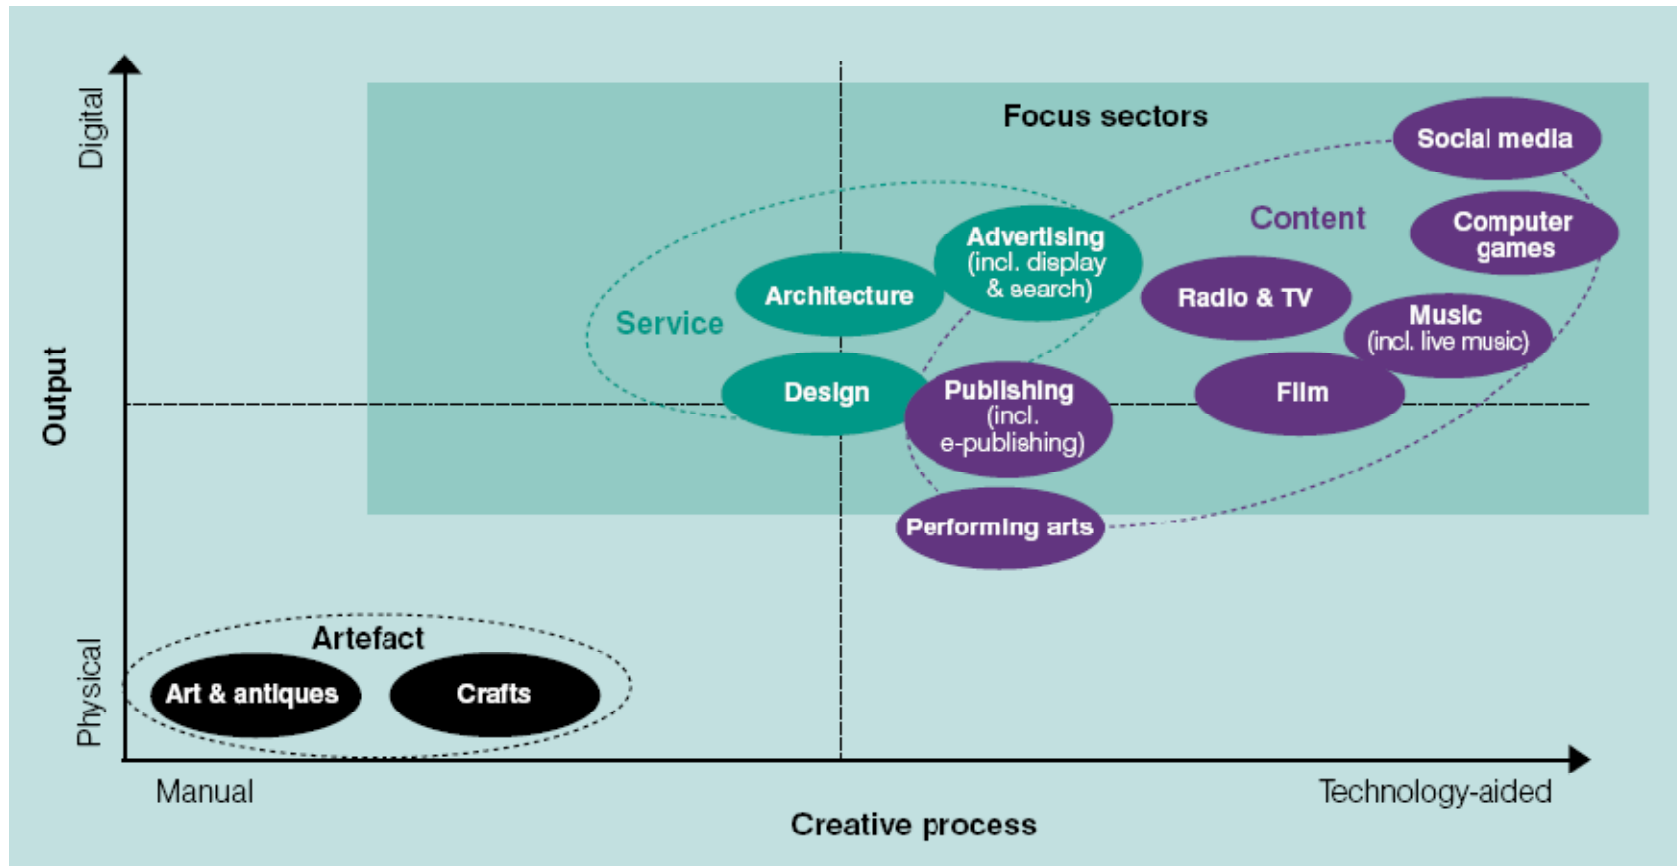 Digital
Focus sectors
Social media
Content
Computer
games
Advertising
(incl. display
& search)
Architecture
Radio & TV
Service
Music
(incl. live music)
Design
Publishing
(incl.
e-publishing)
Film
Output
Performing arts
Artefact
Physical
Art & antiques
Crafts
Manual
Technology-aided
Creative process